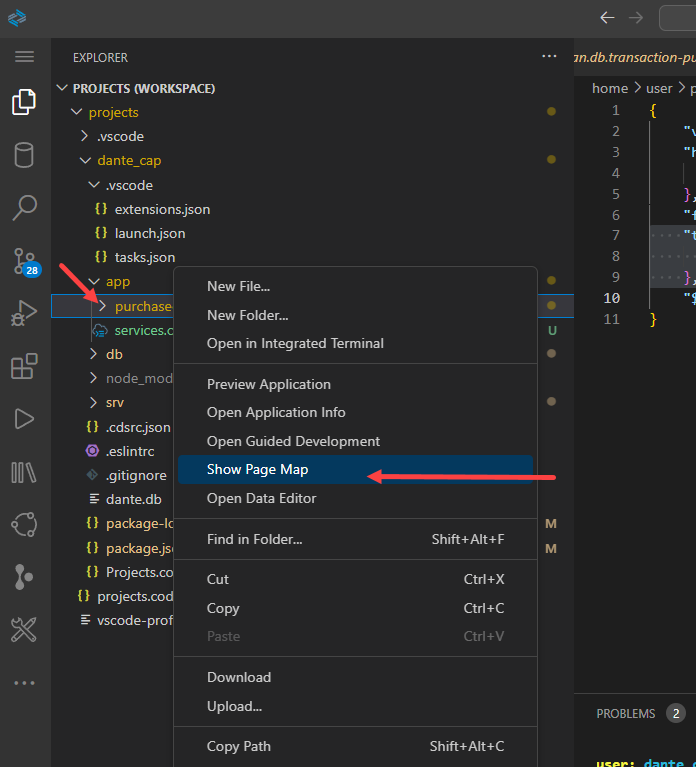 EXPLORER
PROJECTS (WORKSPACE)
projects
.vscode
dante_cap
.vscode
{} extensions.json
{} launch.json
{} tasks.json
28
app
purchase
services.c
U
db
node_mod
srv
{} .cdsrc.json
.eslintrc
.gitignore
dante.db
{} package-lo
M
{} package.js
M
{} Projects.co
{} projects.cod
vscode-prof
New File...
New Folder...
Open in Integrated Terminal
Preview Application
Open Application Info
Open Guided Development
Show Page Map
Open Data Editor
Find in Folder... Shift+Alt+F
Cut Ctrl+X
Copy Ctrl+C
Paste Ctrl+V
Download
Upload...
Copy Path Shift+Alt+C
an.db.transaction-pu
home > user > p
1 {
2 "v
3 "h
4
5 },
6 "f
7 "t
8
9 },
10 "$
11 }
PROBLEMS 2
user: dante